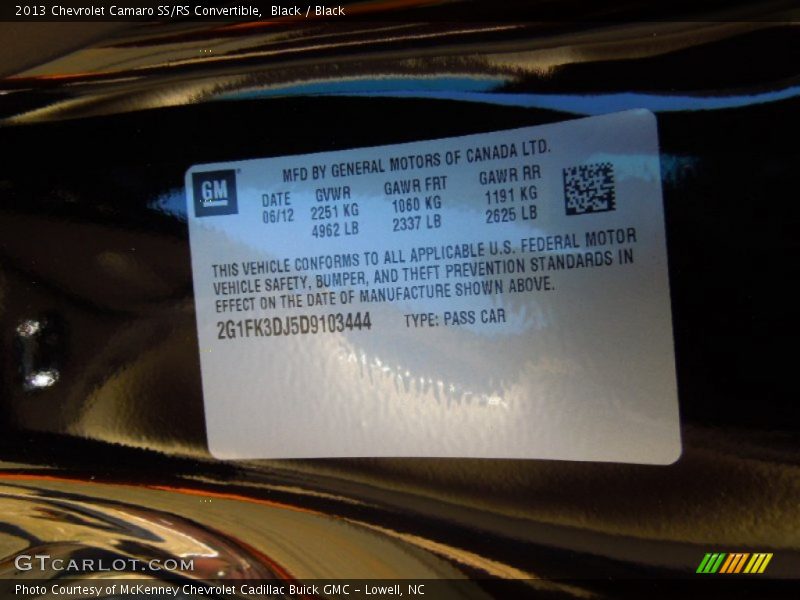 2013 Chevrolet Camaro SS/RS Convertible, Black / Black
GM
MFD BY GENERAL MOTORS OF CANADA LTD.
DATE GVWR GAWR FRT GAWR RR
06/12 2251 KG 1060 KG 1191 KG
4962 LB 2337 LB 2625 LB
THIS VEHICLE CONFORMS TO ALL APPLICABLE U.S. FEDERAL MOTOR
VEHICLE SAFETY, BUMPER, AND THEFT PREVENTION STANDARDS IN
EFFECT ON THE DATE OF MANUFACTURE SHOWN ABOVE.
2G1FK3DJ5D9103444 TYPE: PASS CAR
GTCARLOT.COM
Photo Courtesy of McKenney Chevrolet Cadillac Buick GMC - Lowell, NC